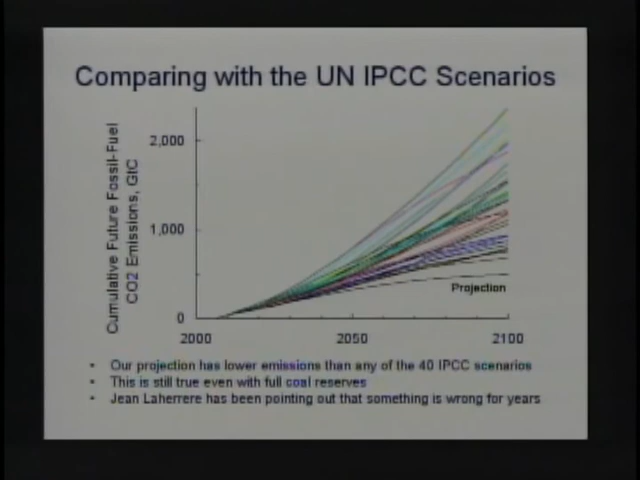 Comparing with the UN IPCC Scenarios
Cumulative Future Fossil-Fuel
CO2 Emissions, GtC
2,000
1,000
0
Projection
2000
2050
2100
• Our projection has lower emissions than any of the 40 IPCC scenarios
• This is still true even with full coal reserves
• Jean Laherrere has been pointing out that something is wrong for years